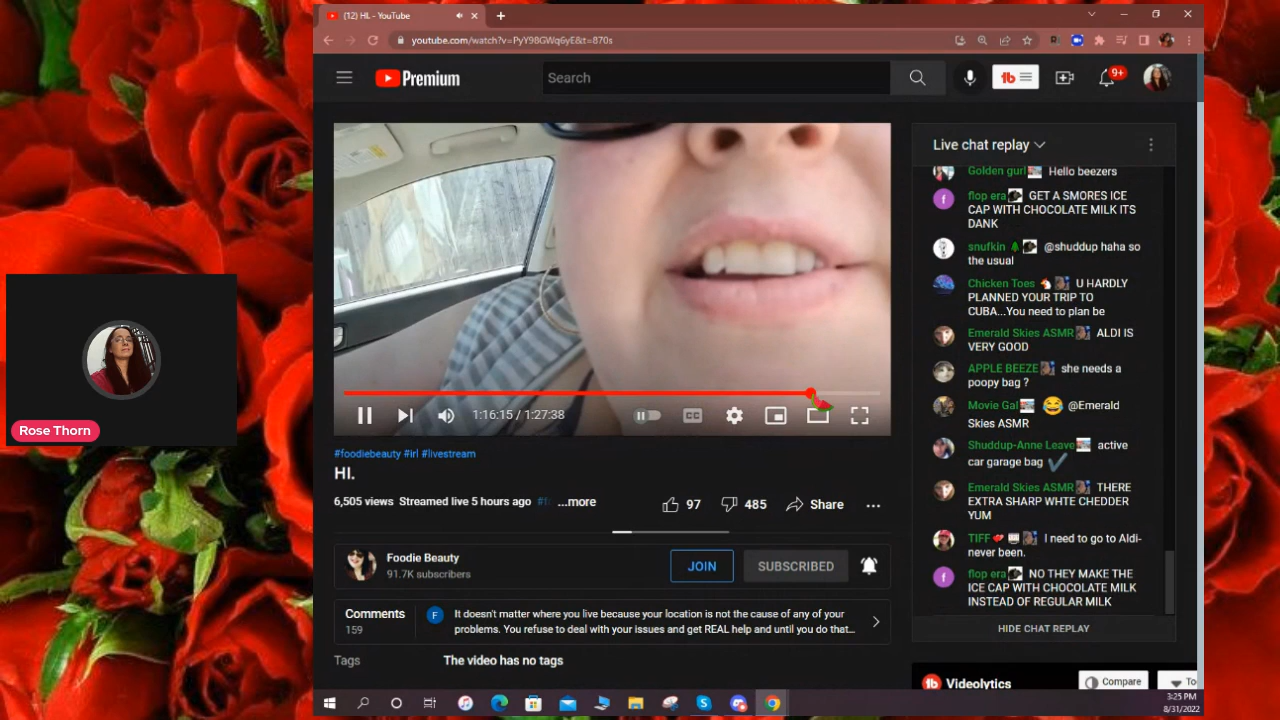 (12) HI. - YouTube
youtube.com/watch?v=PyY98GWq6yE&t=870s
Premium
Search
9+
Live chat replay
Golden gurl Hello beezers
flop era GET A SMORES ICE
CAP WITH CHOCOLATE MILK ITS
DANK
snufkin @shuddup haha so
the usual
Chicken Toes U HARDLY
PLANNED YOUR TRIP TO
CUBA...You need to plan be
Emerald Skies ASMR ALDI IS
VERY GOOD
APPLE BEEZE she needs a
poopy bag ?
Movie Gal @Emerald
Skies ASMR
Shuddup-Anne Leave active
car garage bag
Emerald Skies ASMR THERE
EXTRA SHARP WHTE CHEDDER
YUM
TIFF I need to go to Aldi-
never been.
flop era NO THEY MAKE THE
ICE CAP WITH CHOCOLATE MILK
INSTEAD OF REGULAR MILK
HIDE CHAT REPLAY
1:16:15 / 1:27:38
CC
#foodiebeauty #irl #livestream
HI.
6,505 views Streamed live 5 hours ago ...more
97 485 Share
Foodie Beauty
91.7K subscribers
JOIN
SUBSCRIBED
Comments
159
F
It doesn't matter where you live because your location is not the cause of any of your
problems. You refuse to deal with your issues and get REAL help and until you do that...
Tags The video has no tags
Videolytics
Compare
To
3:25 PM
8/31/2022
Rose Thorn